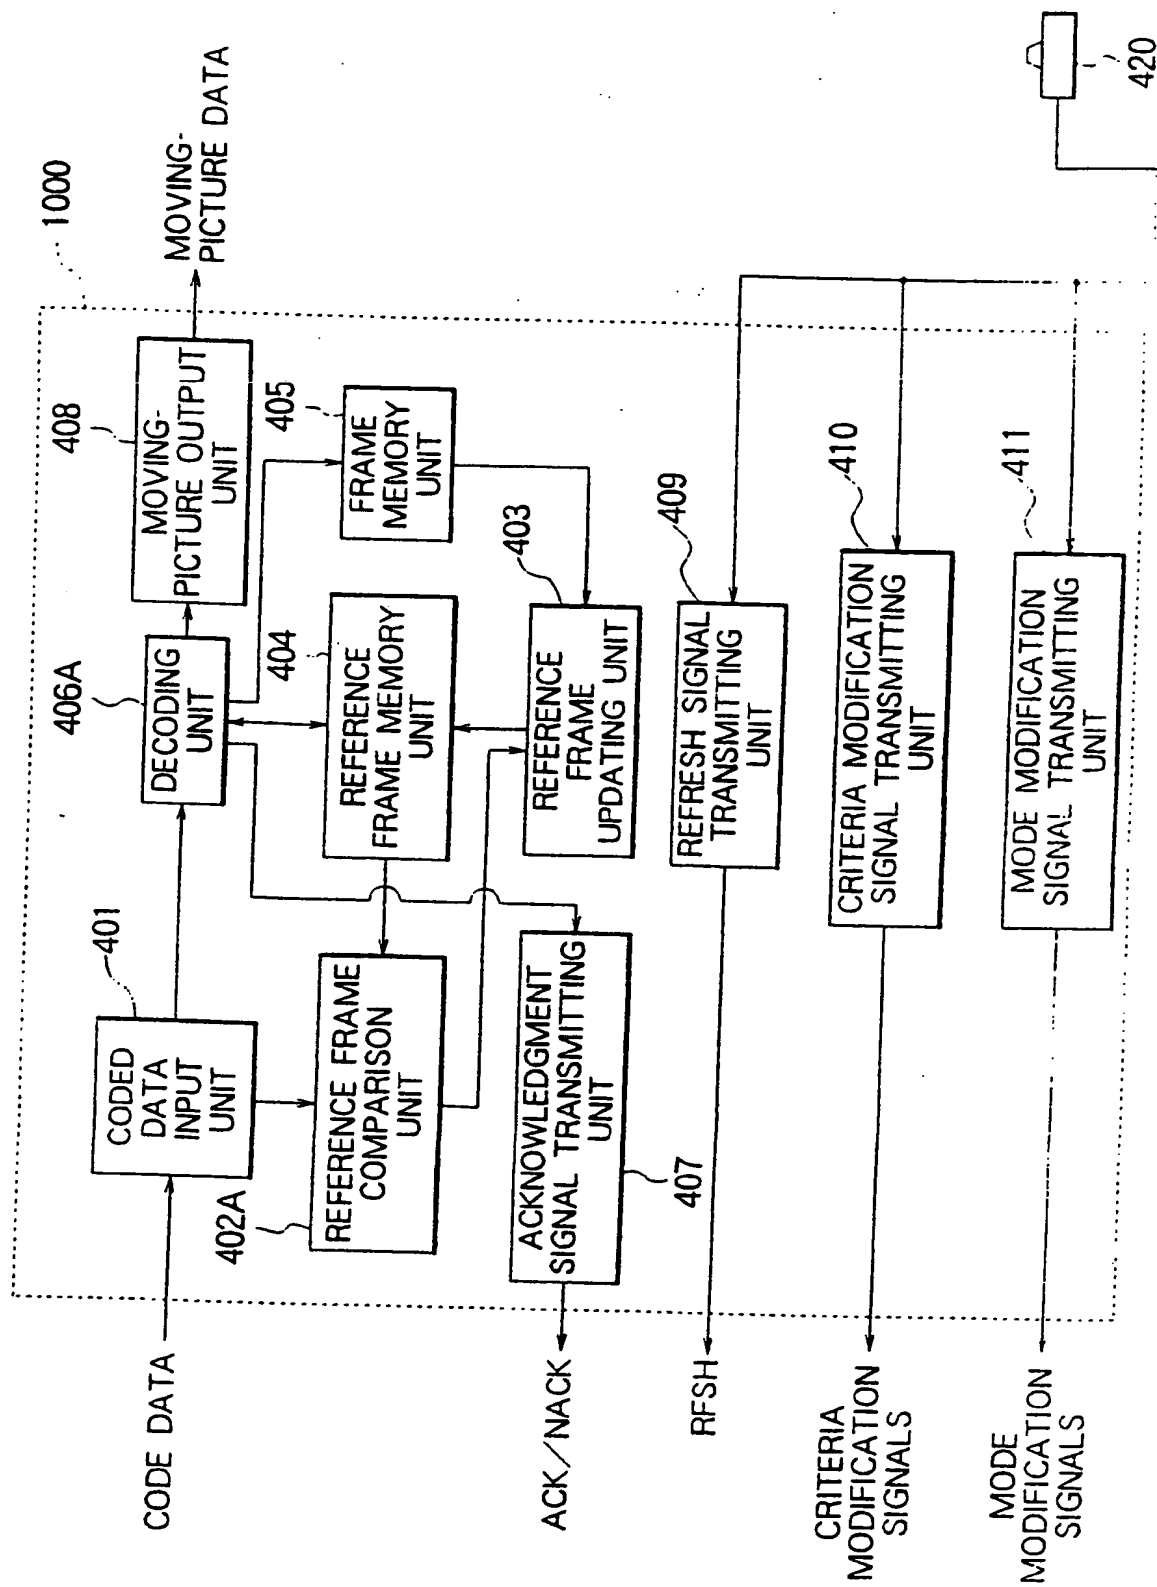 1000
MOVING-
PICTURE DATA
408
MOVING-
PICTURE OUTPUT
UNIT
406A
DECODING
UNIT
405
FRAME
MEMORY
UNIT
401
CODED
DATA
INPUT
UNIT
CODE DATA
404
REFERENCE
FRAME MEMORY
UNIT
403
REFERENCE
FRAME
UPDATING UNIT
402A
REFERENCE FRAME
COMPARISON
UNIT
ACKNOWLEDGMENT
SIGNAL TRANSMITTING
UNIT
407
ACK/NACK
409
REFRESH SIGNAL
TRANSMITTING
UNIT
RFSH
410
CRITERIA MODIFICATION
SIGNAL TRANSMITTING
UNIT
CRITERIA
MODIFICATION
SIGNALS
411
MODE MODIFICATION
SIGNAL TRANSMITTING
UNIT
MODE
MODIFICATION
SIGNALS
420